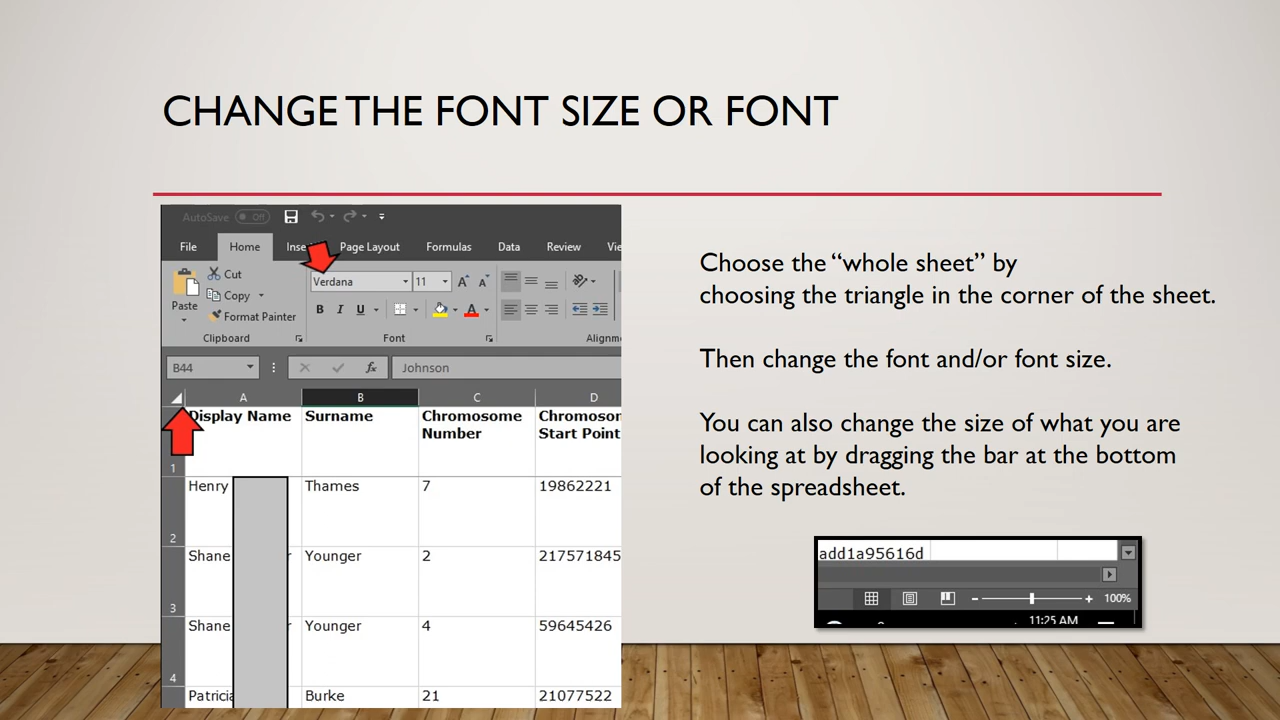 CHANGE THE FONT SIZE OR FONT
AutoSave Off
File Home Page Layout Formulas Data Review
Cut
Copy
Format Painter
Paste
Clipboard
Verdana 11
B I U
Font
B44
fx
Johnson
A B C D
Display Name Surname Chromosome
Number
Start Point
1
Henry Thames 7 19862221
2
Shane Younger 2 217571845
3
Shane Younger 4 59645426
4
Burke 21 21077522
Choose the “whole sheet” by
choosing the triangle in the corner of the sheet.
Then change the font and/or font size.
You can also change the size of what you are
looking at by dragging the bar at the bottom
of the spreadsheet.
add1a95616d
100%
11:25 AM